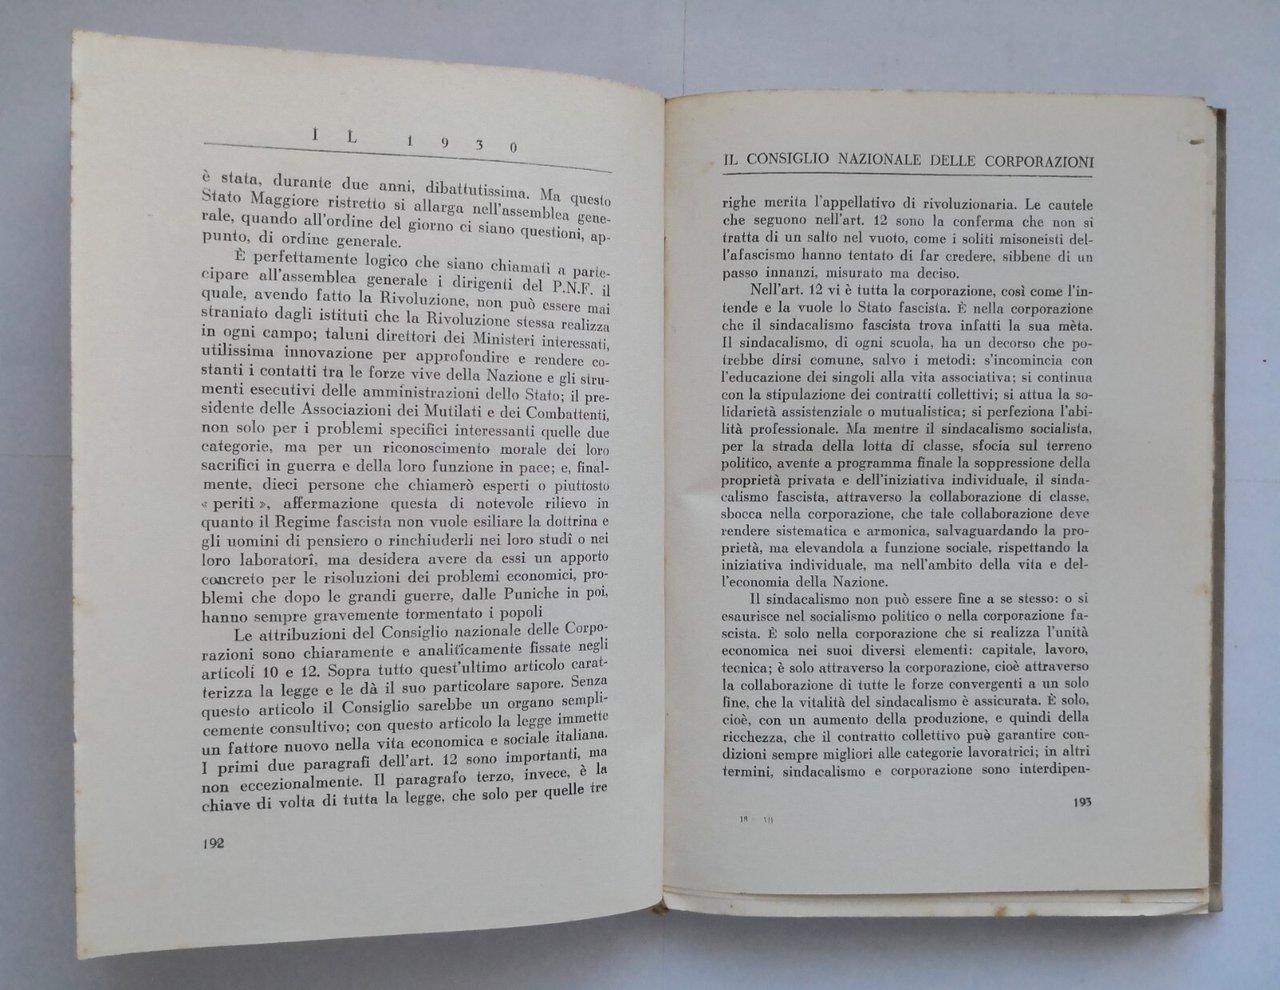 IL 1930
è stata, durante due anni, dibattutissima. Ma questo
Stato Maggiore ristretto si allarga nell'assemblea gene-
rale, quando all'ordine del giorno ci siano questioni, ap-
punto, di ordine generale.
È perfettamente logico che siano chiamati a parte-
cipare all'assemblea generale i dirigenti del P.N.F. il
quale, avendo fatto la Rivoluzione, non può essere mai
straniato dagli istituti che la Rivoluzione stessa realizza
in ogni campo; taluni direttori dei Ministeri interessati,
utilissima innovazione per approfondire e rendere co-
stanti i contatti tra le forze vive della Nazione e gli stru-
menti esecutivi delle amministrazioni dello Stato; il pre-
sidente delle Associazioni dei Mutilati e dei Combattenti,
non solo per i problemi specifici interessanti quelle due
categorie, ma per un riconoscimento morale dei loro
sacrifici in guerra e della loro funzione in pace; e, final-
mente, dieci persone che chiamerò esperti o piuttosto
« periti », affermazione questa di notevole rilievo in
quanto il Regime fascista non vuole esiliare la dottrina e
gli uomini di pensiero o rinchiuderli nei loro studî o nei
loro laboratorî, ma desidera avere da essi un apporto
concreto per le risoluzioni dei problemi economici, pro-
blemi che dopo le grandi guerre, dalle Puniche in poi,
hanno sempre gravemente tormentato i popoli
Le attribuzioni del Consiglio nazionale delle Corpo-
razioni sono chiaramente e analiticamente fissate negli
articoli 10 e 12. Sopra tutto quest'ultimo articolo carat-
terizza la legge e le dà il suo particolare sapore. Senza
questo articolo il Consiglio sarebbe un organo sempli-
cemente consultivo; con questo articolo la legge immette
un fattore nuovo nella vita economica e sociale italiana.
I primi due paragrafi dell'art. 12 sono importanti, ma
non eccezionalmente. Il paragrafo terzo, invece, è la
chiave di volta di tutta la legge, che solo per quelle tre
192
IL CONSIGLIO NAZIONALE DELLE CORPORAZIONI
righe merita l'appellativo di rivoluzionaria. Le cautele
che seguono nell'art. 12 sono la conferma che non si
tratta di un salto nel vuoto, come i soliti misoneisti del-
l'afascismo hanno tentato di far credere, sibbene di un
passo innanzi, misurato ma deciso.
Nell'art. 12 vi è tutta la corporazione, così come l'in-
tende e la vuole lo Stato fascista. È nella corporazione
che il sindacalismo fascista trova infatti la sua mèta.
Il sindacalismo, di ogni scuola, ha un decorso che po-
trebbe dirsi comune, salvo i metodi: s'incomincia con
l'educazione dei singoli alla vita associativa; si continua
con la stipulazione dei contratti collettivi; si attua la so-
lidarietà assistenziale o mutualistica; si perfeziona l'abi-
lità professionale. Ma mentre il sindacalismo socialista,
per la strada della lotta di classe, sfocia sul terreno
politico, avente a programma finale la soppressione della
proprietà privata e dell'iniziativa individuale, il sinda-
calismo fascista, attraverso la collaborazione di classe,
sbocca nella corporazione, che tale collaborazione deve
rendere sistematica e armonica, salvaguardando la pro-
prietà, ma elevandola a funzione sociale, rispettando la
iniziativa individuale, ma nell'ambito della vita e del-
l'economia della Nazione.
Il sindacalismo non può essere fine a se stesso: o si
esaurisce nel socialismo politico o nella corporazione fa-
scista. È solo nella corporazione che si realizza l'unità
economica nei suoi diversi elementi: capitale, lavoro,
tecnica; è solo attraverso la corporazione, cioè attraverso
la collaborazione di tutte le forze convergenti a un solo
fine, che la vitalità del sindacalismo è assicurata. È solo,
cioè, con un aumento della produzione, e quindi della
ricchezza, che il contratto collettivo può garantire con-
dizioni sempre migliori alle categorie lavoratrici; in altri
termini, sindacalismo e corporazione sono interdipen-
193
18 - VII